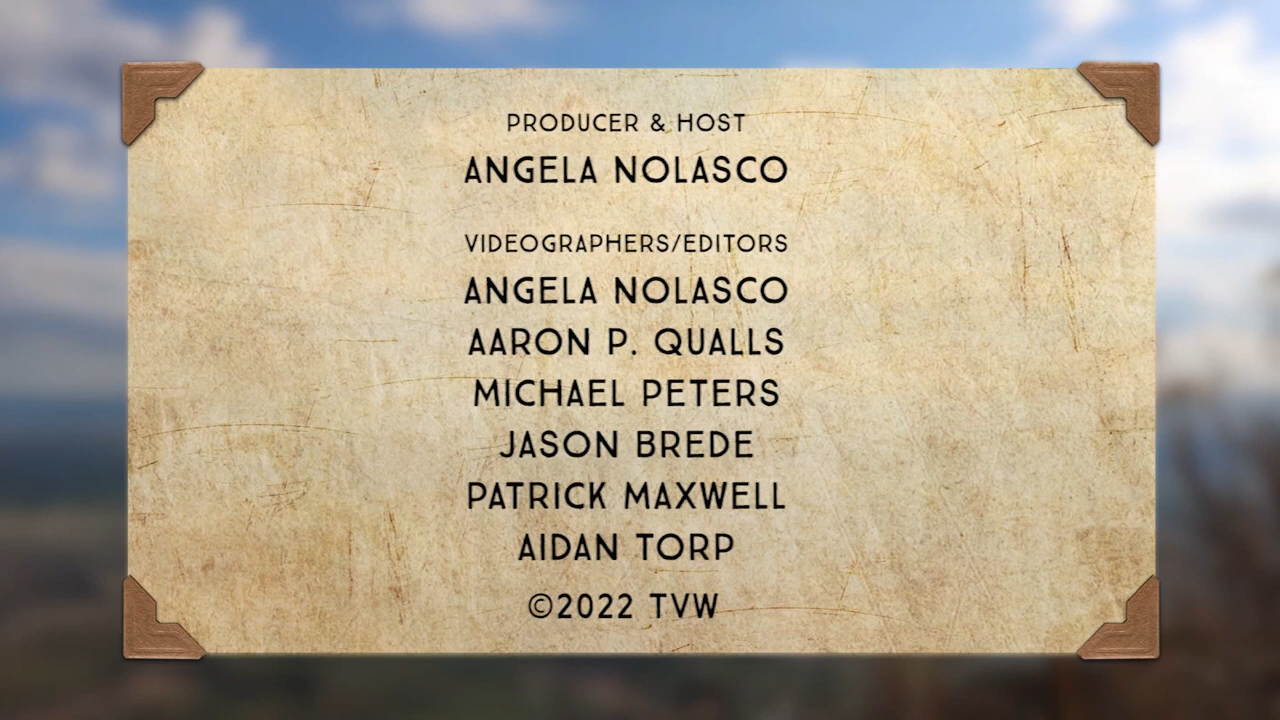 PRODUCER & HOST
ANGELA NOLASCO
VIDEOGRAPHERS/EDITORS
ANGELA NOLASCO
AARON P. QUALLS
MICHAEL PETERS
JASON BREDE
PATRICK MAXWELL
AIDAN TORP
©2022 TVW